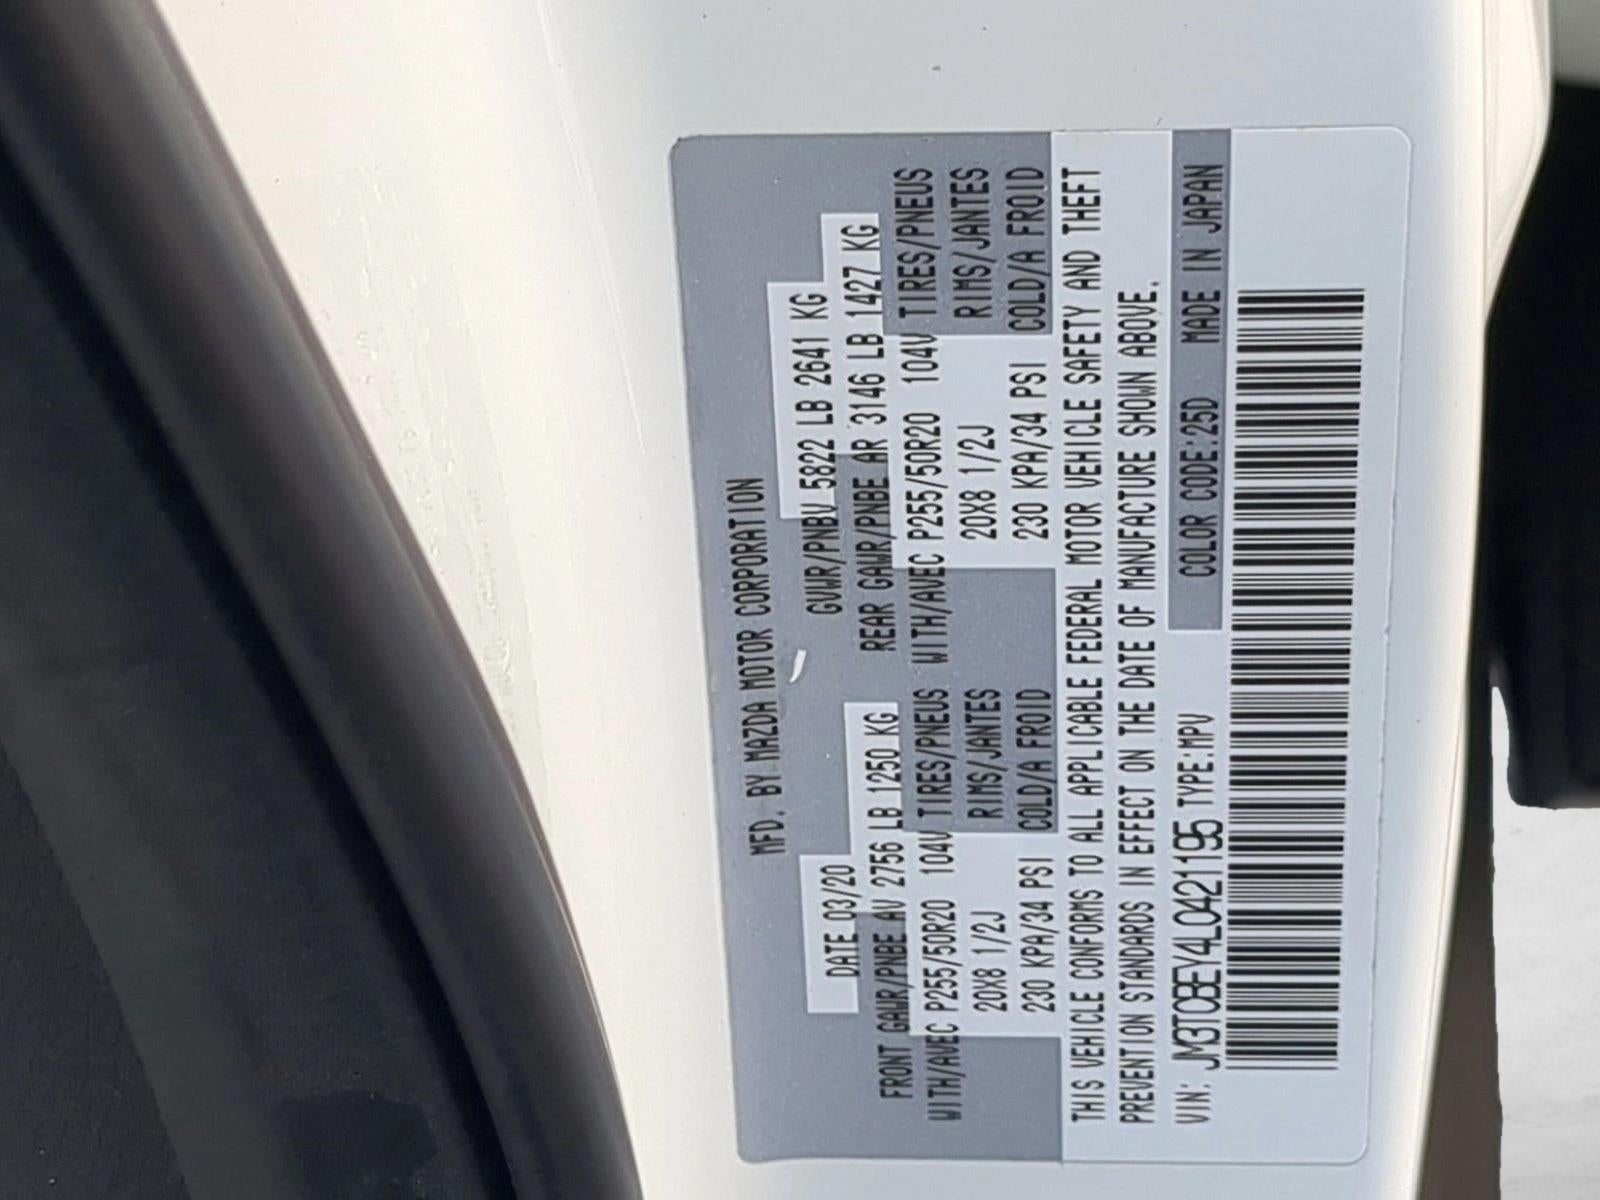 MFD. BY MAZDA MOTOR CORPORATION
DATE 03/20 GVWR/PNBV 5822 LB 2641 KG
FRONT GAWR/PNBE AV 2756 LB 1250 KG REAR GAWR/PNBE AR 3146 LB 1427 KG
WITH/AVEC P255/50R20 104V TIRES/PNEUS WITH/AVEC P255/50R20 104V TIRES/PNEUS
20X8 1/2J RIMS/JANTES 20X8 1/2J RIMS/JANTES
230 KPA/34 PSI COLD/A FROID 230 KPA/34 PSI COLD/A FROID
THIS VEHICLE CONFORMS TO ALL APPLICABLE FEDERAL MOTOR VEHICLE SAFETY AND THEFT
PREVENTION STANDARDS IN EFFECT ON THE DATE OF MANUFACTURE SHOWN ABOVE.
VIN: JM3TCBEY4L0421195 TYPE:MPV COLOR CODE:25D MADE IN JAPAN